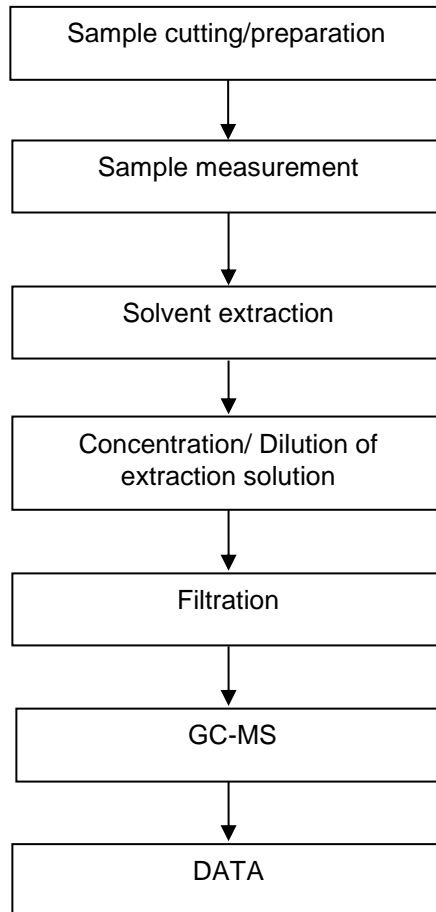 Sample cutting/preparation
Sample measurement
Solvent extraction
Concentration/ Dilution of
extraction solution
Filtration
GC-MS
DATA